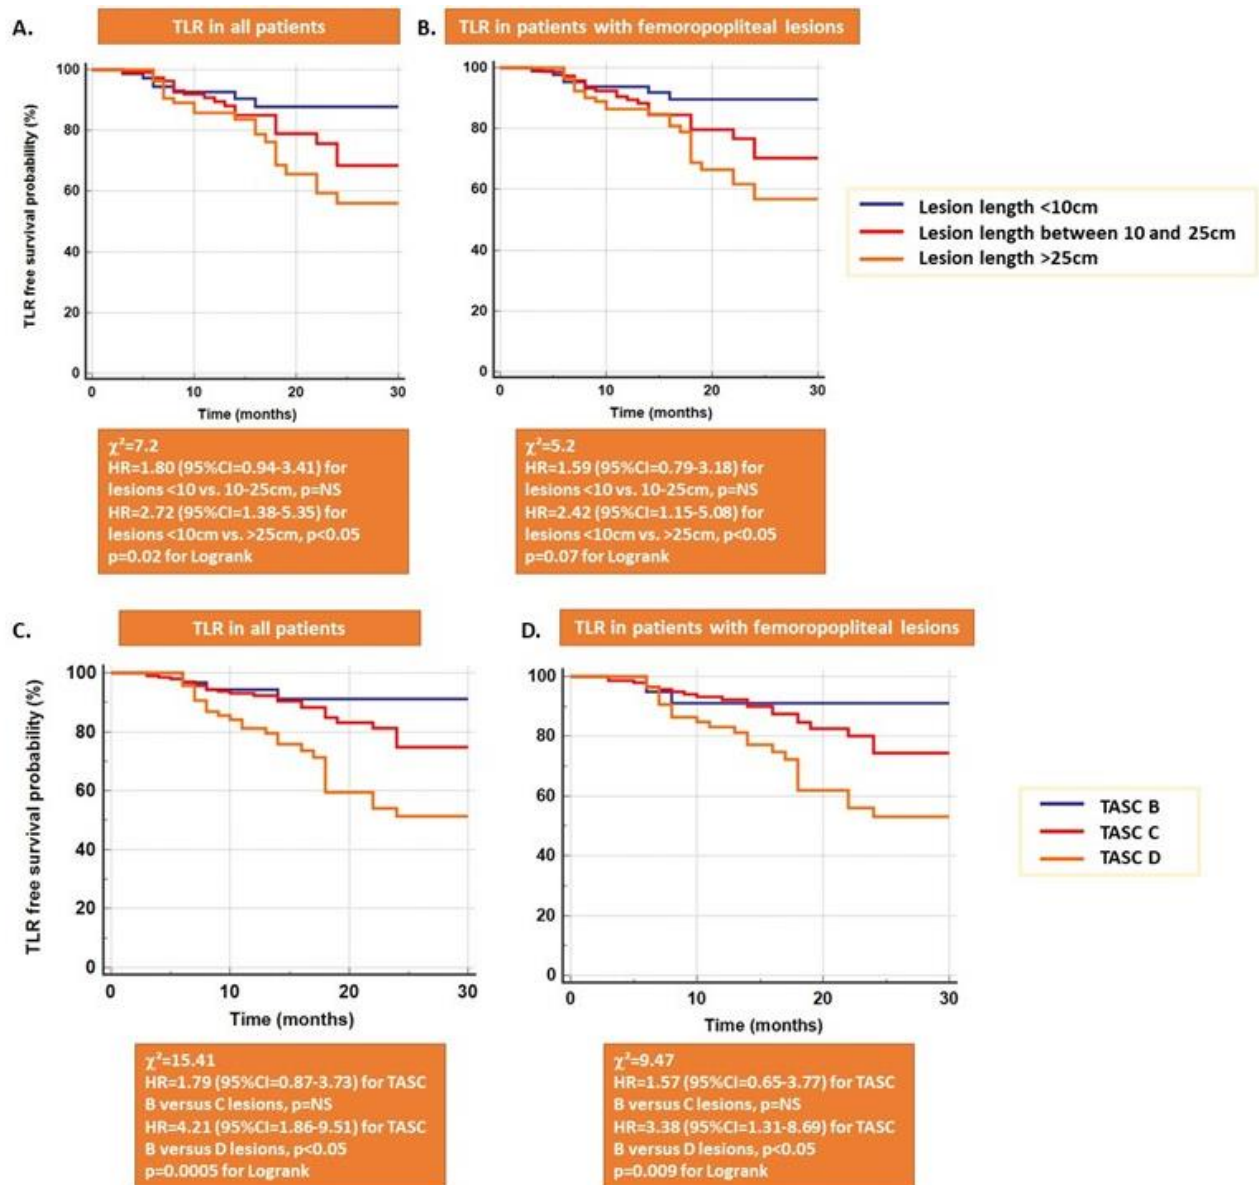 A.
TLR in all patients
B.
TLR in patients with femoropopliteal lesions
TLR free survival probability (%)
100
80
60
40
20
0
0 10 20 30
Time (months)
100
80
60
40
20
0
0 10 20 30
Time (months)
Lesion length <10cm
Lesion length between 10 and 25cm
Lesion length >25cm
χ²=7.2
HR=1.80 (95%CI=0.94-3.41) for
lesions <10 vs. 10-25cm, p=NS
HR=2.72 (95%CI=1.38-5.35) for
lesions <10cm vs. >25cm, p<0.05
p=0.02 for Logrank
χ²=5.2
HR=1.59 (95%CI=0.79-3.18) for
lesions <10 vs. 10-25cm, p=NS
HR=2.42 (95%CI=1.15-5.08) for
lesions <10cm vs. >25cm, p<0.05
p=0.07 for Logrank
C.
TLR in all patients
D.
TLR in patients with femoropopliteal lesions
TLR free survival probability (%)
100
80
60
40
20
0
0 10 20 30
Time (months)
100
80
60
40
20
0
0 10 20 30
Time (months)
TASC B
TASC C
TASC D
χ²=15.41
HR=1.79 (95%CI=0.87-3.73) for TASC
B versus C lesions, p=NS
HR=4.21 (95%CI=1.86-9.51) for TASC
B versus D lesions, p<0.05
p=0.0005 for Logrank
χ²=9.47
HR=1.57 (95%CI=0.65-3.77) for TASC
B versus C lesions, p=NS
HR=3.38 (95%CI=1.31-8.69) for TASC
B versus D lesions, p<0.05
p=0.009 for Logrank